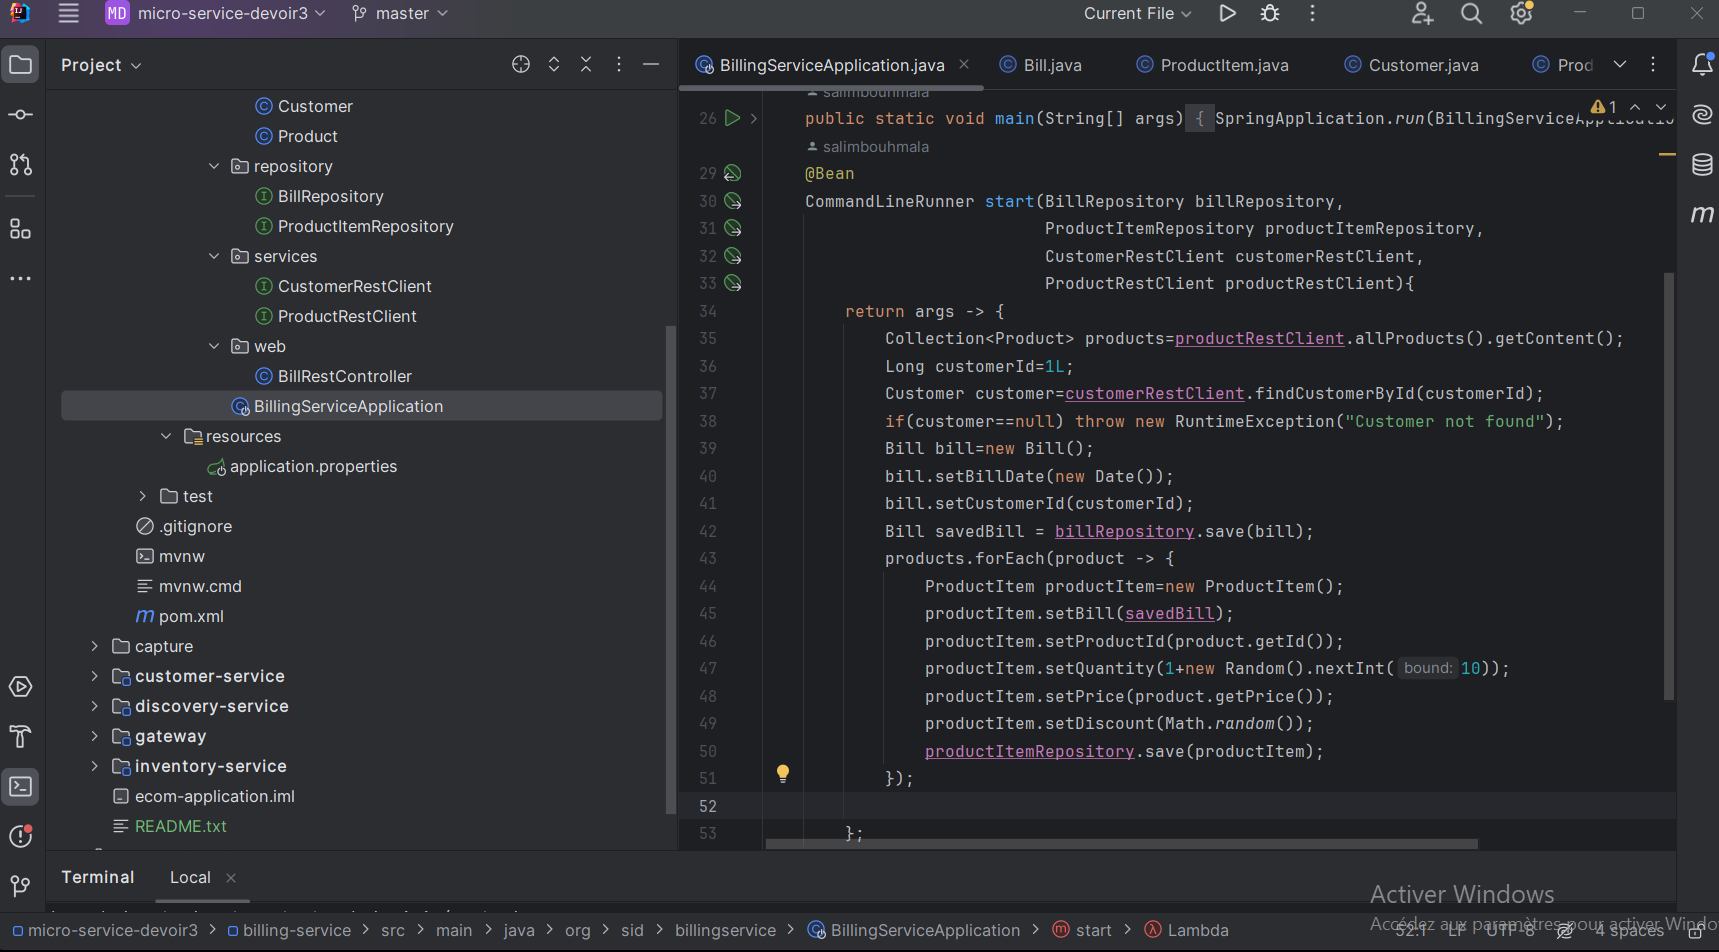 MD micro-service-devoir3 master Current File
Project
BillingServiceApplication.java Bill.java ProductItem.java Customer.java Prod
Customer
Product
repository
BillRepository
ProductItemRepository
services
CustomerRestClient
ProductRestClient
web
BillRestController
BillingServiceApplication
resources
application.properties
test
.gitignore
mvnw
mvnw.cmd
m pom.xml
capture
customer-service
discovery-service
gateway
inventory-service
ecom-application.iml
README.txt
salimbouhmala
1
26 public static void main(String[] args) { SpringApplication.run(BillingServiceApplicatio
salimbouhmala
29 @Bean
30 CommandLineRunner start(BillRepository billRepository,
31 ProductItemRepository productItemRepository,
32 CustomerRestClient customerRestClient,
33 ProductRestClient productRestClient){
34 return args -> {
35 Collection<Product> products=productRestClient.allProducts().getContent();
36 Long customerId=1L;
37 Customer customer=customerRestClient.findCustomerById(customerId);
38 if(customer==null) throw new RuntimeException("Customer not found");
39 Bill bill=new Bill();
40 bill.setBillDate(new Date());
41 bill.setCustomerId(customerId);
42 Bill savedBill = billRepository.save(bill);
43 products.forEach(product -> {
44 ProductItem productItem=new ProductItem();
45 productItem.setBill(savedBill);
46 productItem.setProductId(product.getId());
47 productItem.setQuantity(1+new Random().nextInt( bound: 10));
48 productItem.setPrice(product.getPrice());
49 productItem.setDiscount(Math.random());
50 productItemRepository.save(productItem);
51 });
52
53 };
m
Terminal Local
Activer Windows
Accédez aux paramètres pour activer Windo
micro-service-devoir3 > billing-service > src > main > java > org > sid > billingservice > BillingServiceApplication > start > Lambda
52:1 LF UTF-8 4 spaces